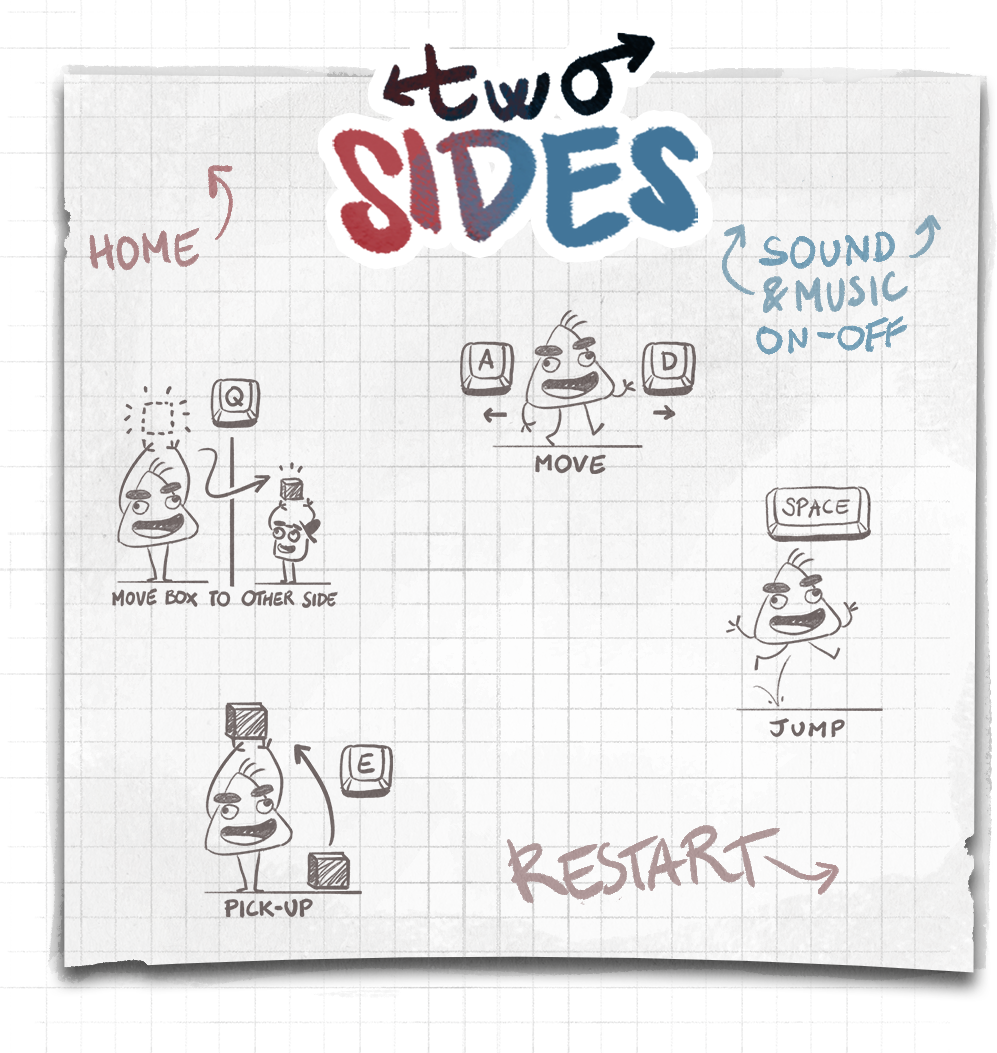 two
SIDES
HOME
SOUND
& MUSIC
ON-OFF
A
D
MOVE
Q
MOVE BOX TO OTHER SIDE
SPACE
JUMP
E
PICK-UP
RESTART